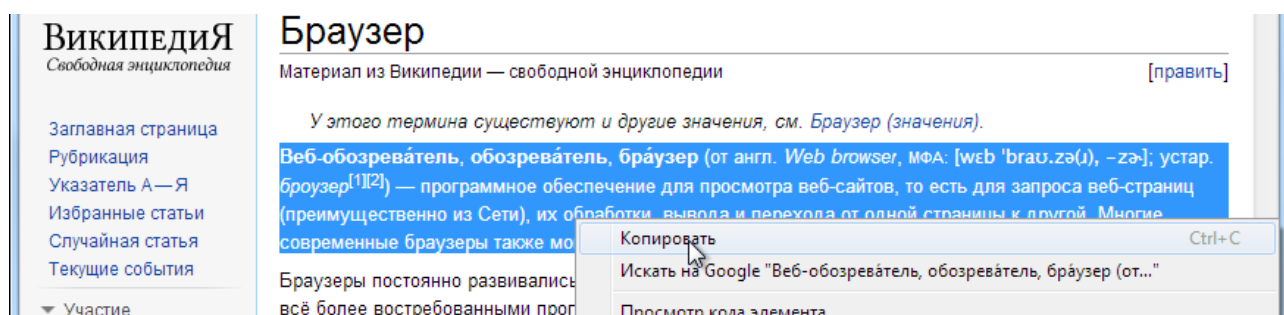 ВикипедиЯ
Свободная энциклопедия
Заглавная страница
Рубрикация
Указатель А — Я
Избранные статьи
Случайная статья
Текущие события
Участие
Браузер
Материал из Википедии — свободной энциклопедии [править]
У этого термина существуют и другие значения, см. Браузер (значения).
Веб-обозрева́тель, обозрева́тель, бра́узер (от англ. Web browser, МФА: [wɛb 'braʊ.zə(ɹ), −zɚ]; устар.
броузер[1][2]) — программное обеспечение для просмотра веб-сайтов, то есть для запроса веб-страниц
(преимущественно из Сети), их обработки, вывода и перехода от одной страницы к другой. Многие
современные браузеры также мо
Браузеры постоянно развивались
всё более востребованными прог
Копировать Ctrl+C
Искать на Google "Веб-обозрева́тель, обозрева́тель, бра́узер (от..."
Просмотр кода элемента